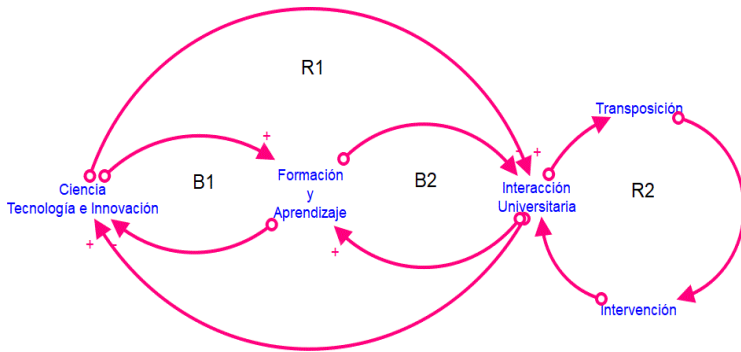 R1
Transposición
+
-
+
Formación
y
Aprendizaje
B1
B2
Ciencia
Tecnología e Innovación
Interacción
Universitaria
R2
+
-
+
Intervención